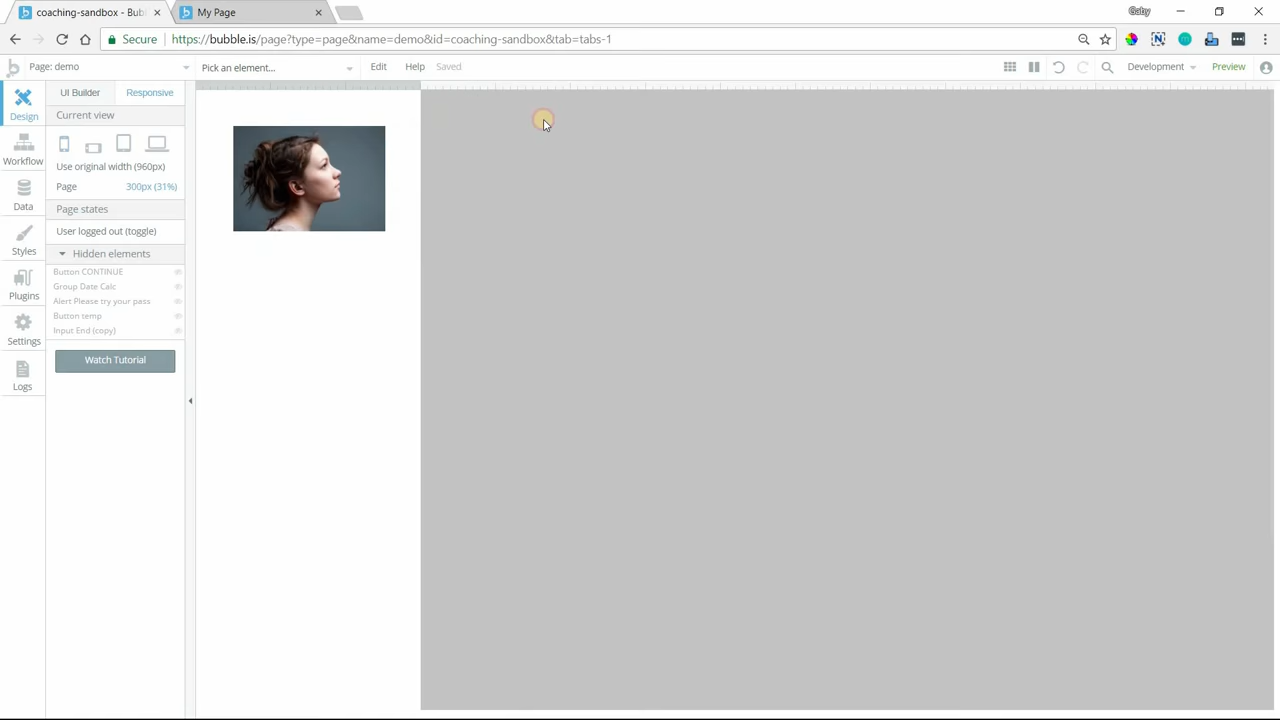 coaching-sandbox - Bubl
My Page
Gaby
Secure
https://bubble.is/page?type=page&name=demo&id=coaching-sandbox&tab=tabs-1
Page: demo
Pick an element...
Edit
Help
Saved
Development
Preview
Design
Workflow
Data
Styles
Plugins
Settings
Logs
UI Builder
Responsive
Current view
Use original width (960px)
Page
300px (31%)
Page states
User logged out (toggle)
Hidden elements
Button CONTINUE
Group Date Calc
Alert Please try your pass
Button temp
Input End (copy)
Watch Tutorial